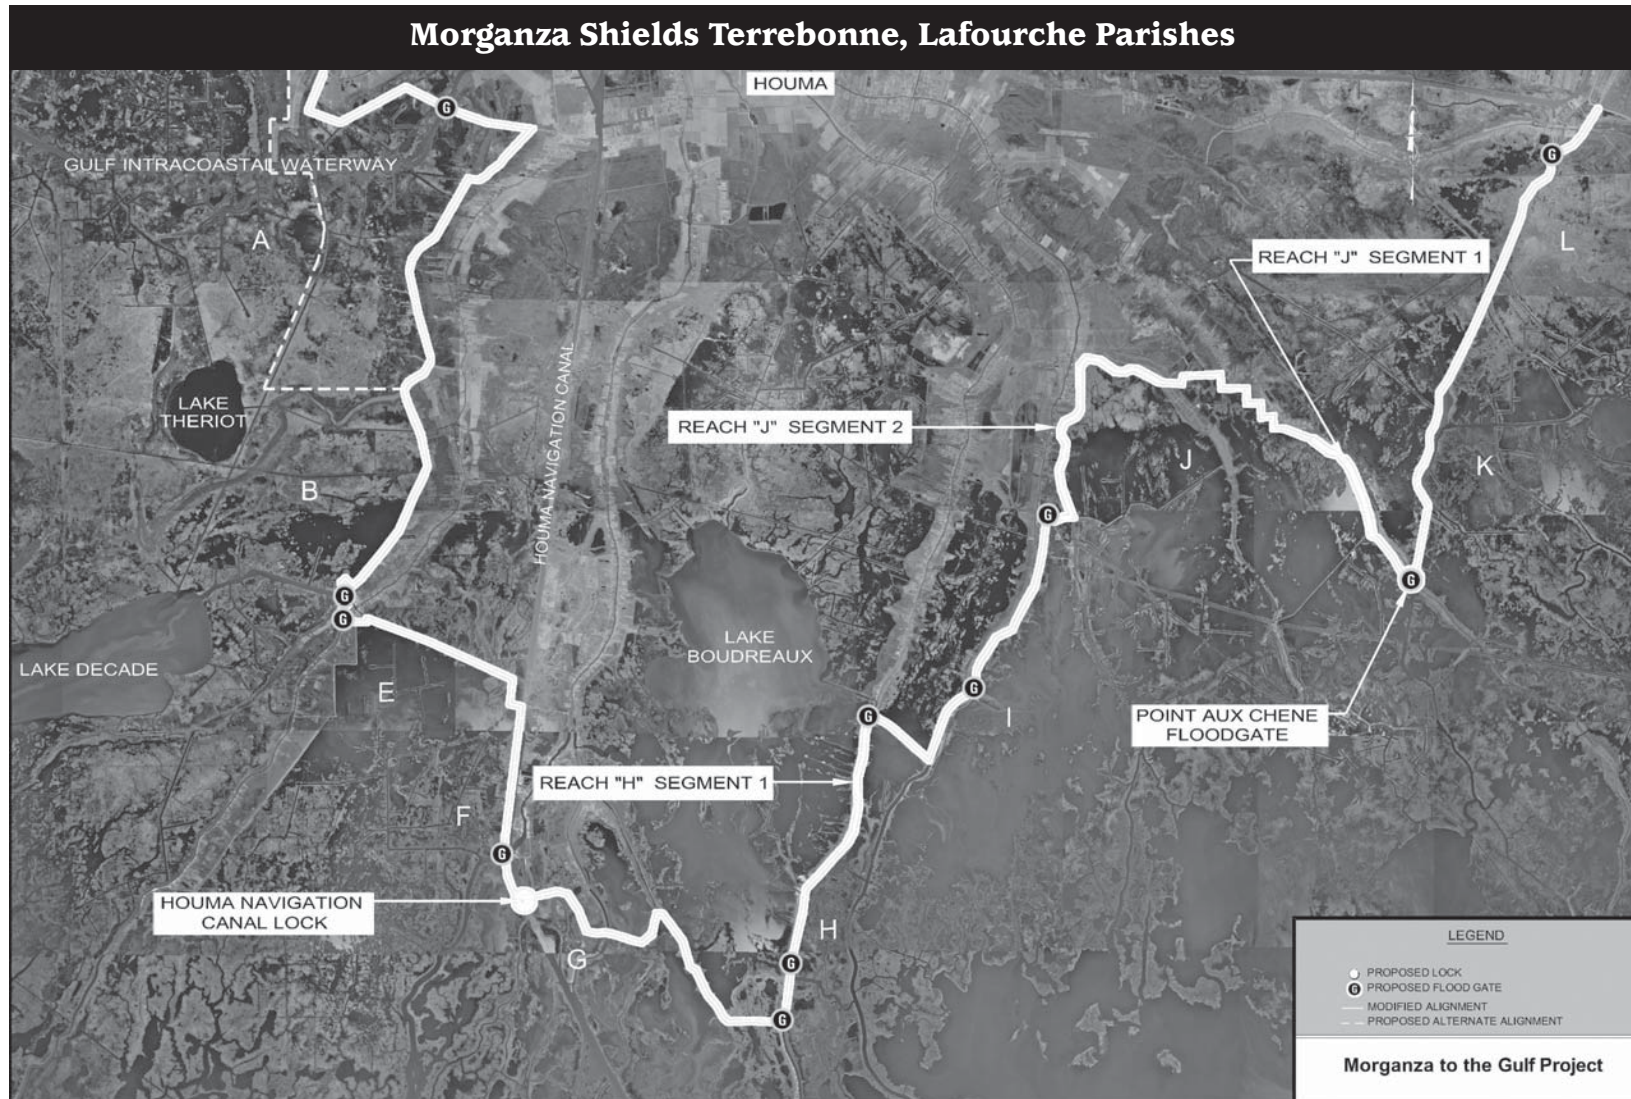 Morganza Shields Terrebonne, Lafourche Parishes
HOUMA
G
GULF INTRACOASTAL WATERWAY
G
A
L
REACH "J" SEGMENT 1
HOUMA NAVIGATION CANAL
LAKE
THERIOT
REACH "J" SEGMENT 2
J
K
B
G
G
G
G
LAKE DECADE
LAKE
BOUDREAUX
E
G
G
I
POINT AUX CHENE
FLOODGATE
REACH "H" SEGMENT 1
F
G
HOUMA NAVIGATION
CANAL LOCK
G
H
G
G
LEGEND
PROPOSED LOCK
G PROPOSED FLOOD GATE
MODIFIED ALIGNMENT
PROPOSED ALTERNATE ALIGNMENT
Morganza to the Gulf Project